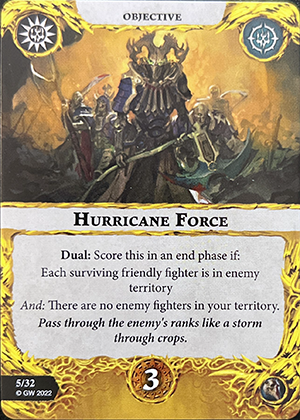 OBJECTIVE
HURRICANE FORCE
Dual: Score this in an end phase if:
Each surviving friendly fighter is in enemy
territory
And: There are no enemy fighters in your territory.
Pass through the enemy's ranks like a storm
through crops.
5/32
© GW 2022
3